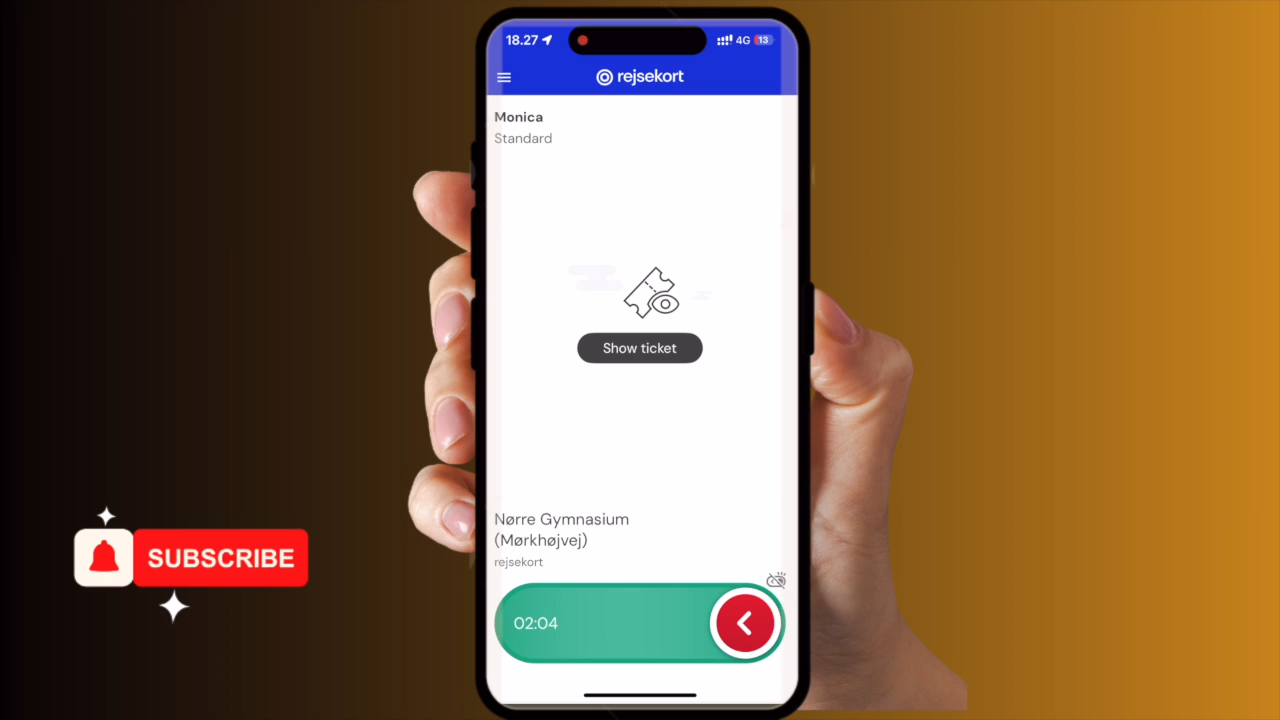 18.27
4G 13
rejsekort
Monica
Standard
Show ticket
Nørre Gymnasium
(Mørkhøjvej)
rejsekort
02:04
SUBSCRIBE